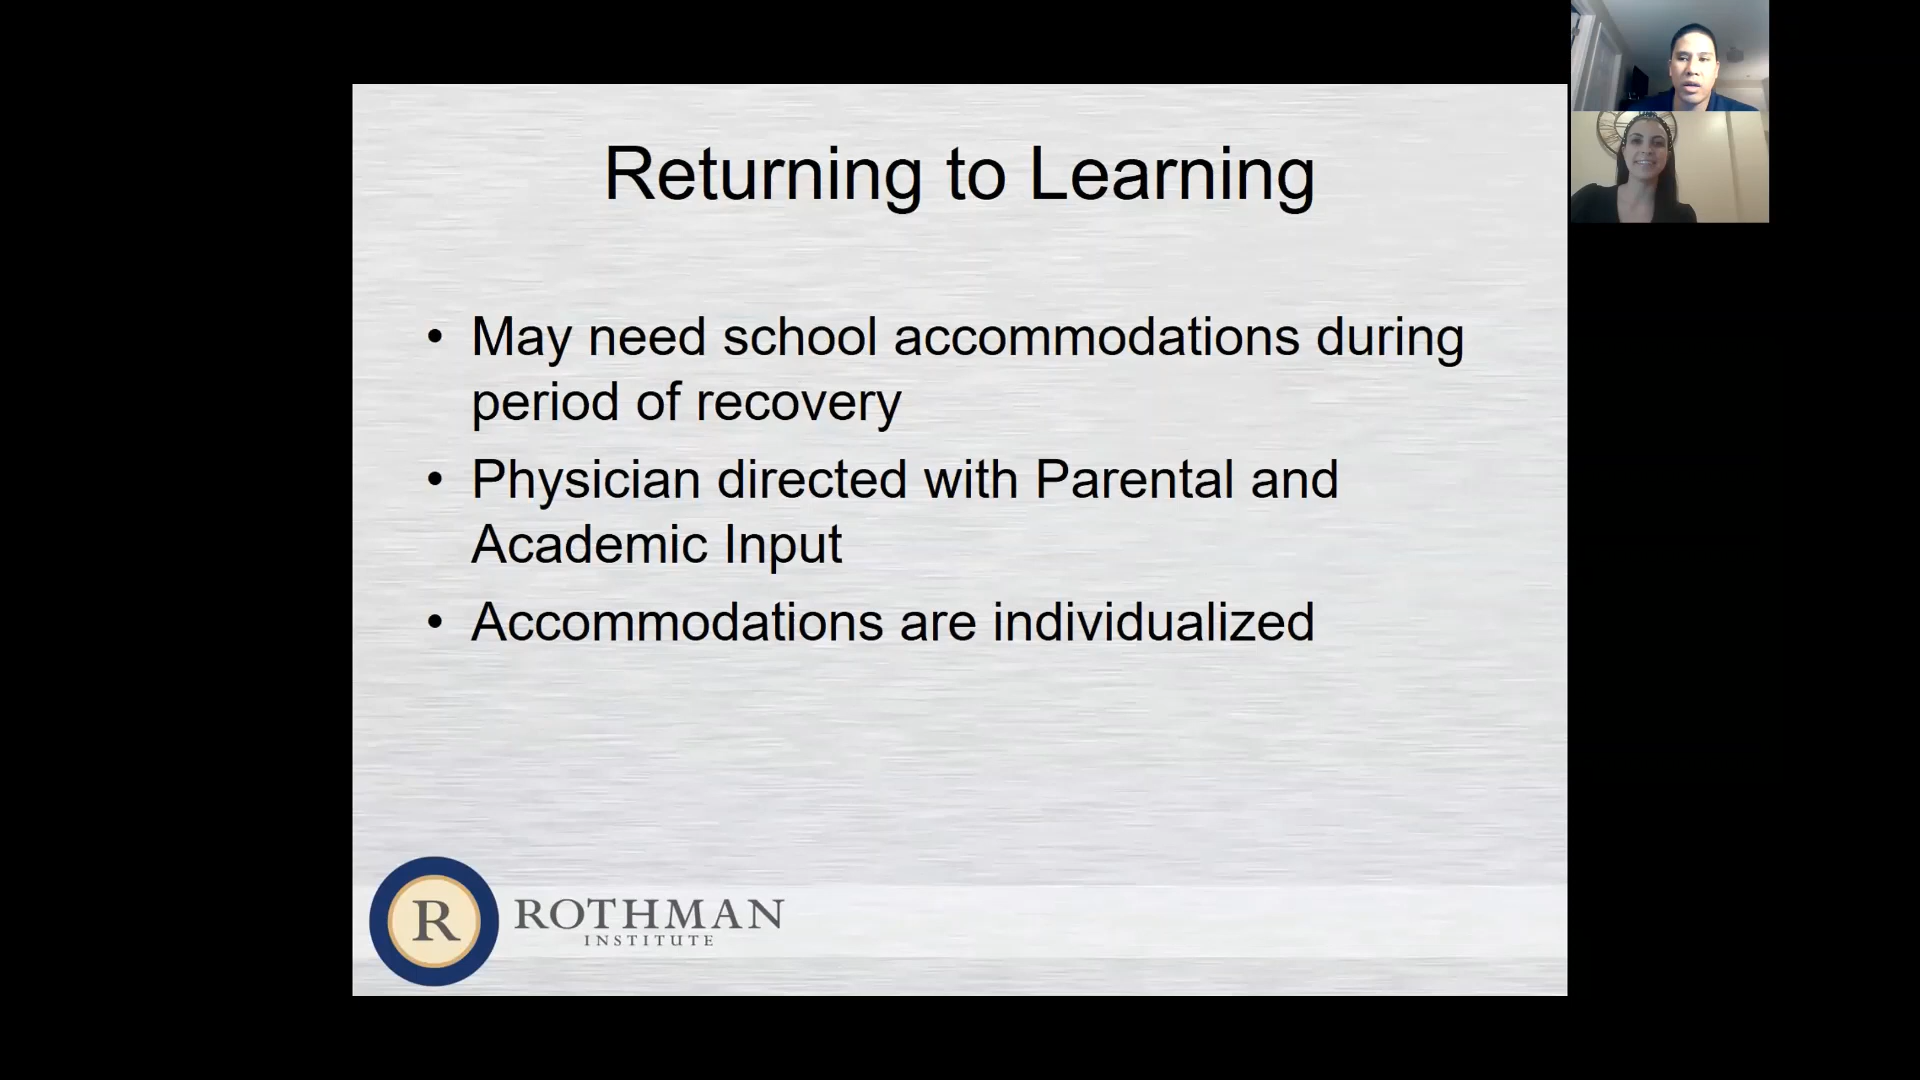 Returning to Learning
• May need school accommodations during
period of recovery
• Physician directed with Parental and
Academic Input
• Accommodations are individualized
R
ROTHMAN
INSTITUTE